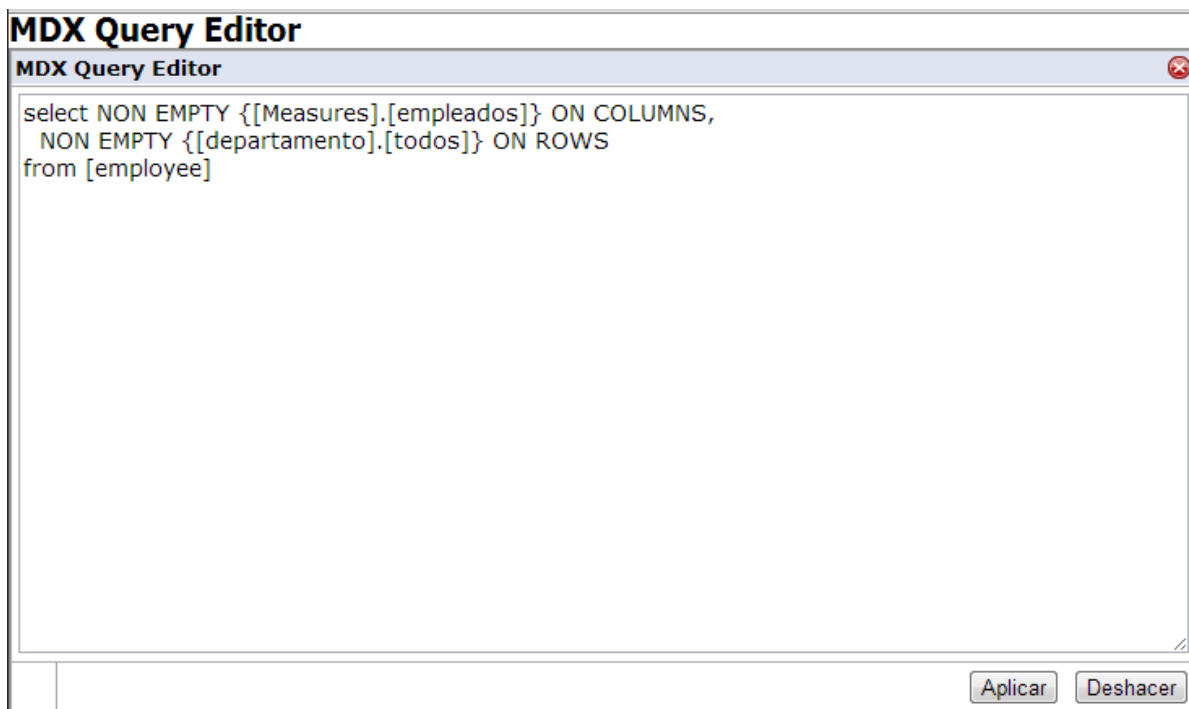 MDX Query Editor
MDX Query Editor
select NON EMPTY {[Measures].[empleados]} ON COLUMNS,
NON EMPTY {[departamento].[todos]} ON ROWS
from [employee]
Aplicar Deshacer